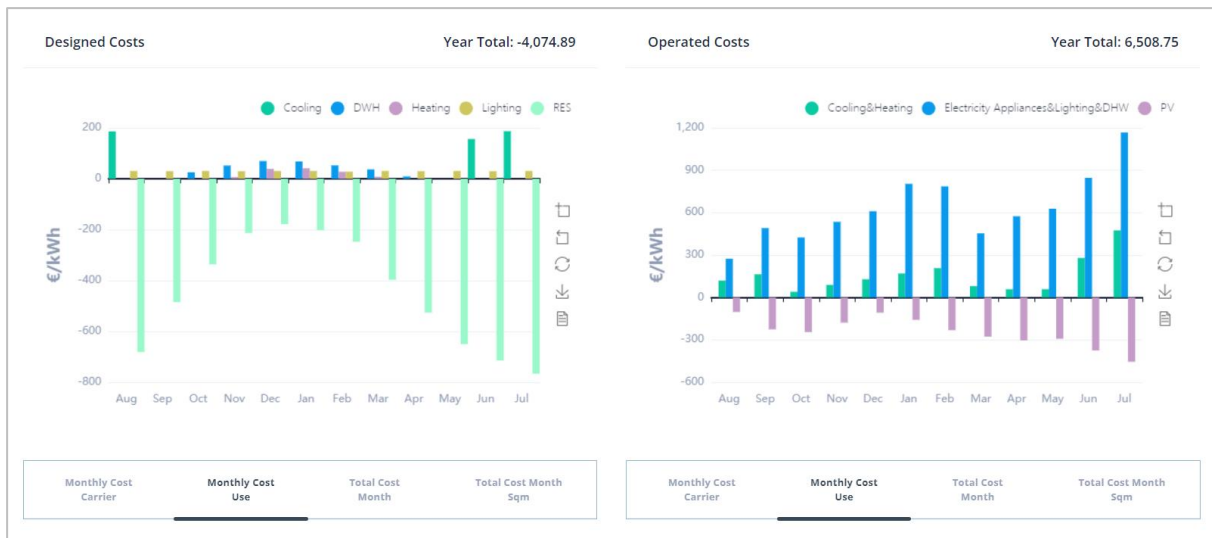 Designed Costs Year Total: -4,074.89
Cooling DWH Heating Lighting RES
200
0
-200
-400
-600
-800
€/kWh
Aug Sep Oct Nov Dec Jan Feb Mar Apr May Jun Jul
Monthly Cost Carrier
Monthly Cost Use
Total Cost Month
Total Cost Month Sqm
Operated Costs Year Total: 6,508.75
Cooling&Heating Electricity Appliances&Lighting&DHW PV
1,200
900
600
300
0
-300
-600
€/kWh
Aug Sep Oct Nov Dec Jan Feb Mar Apr May Jun Jul
Monthly Cost Carrier
Monthly Cost Use
Total Cost Month
Total Cost Month Sqm